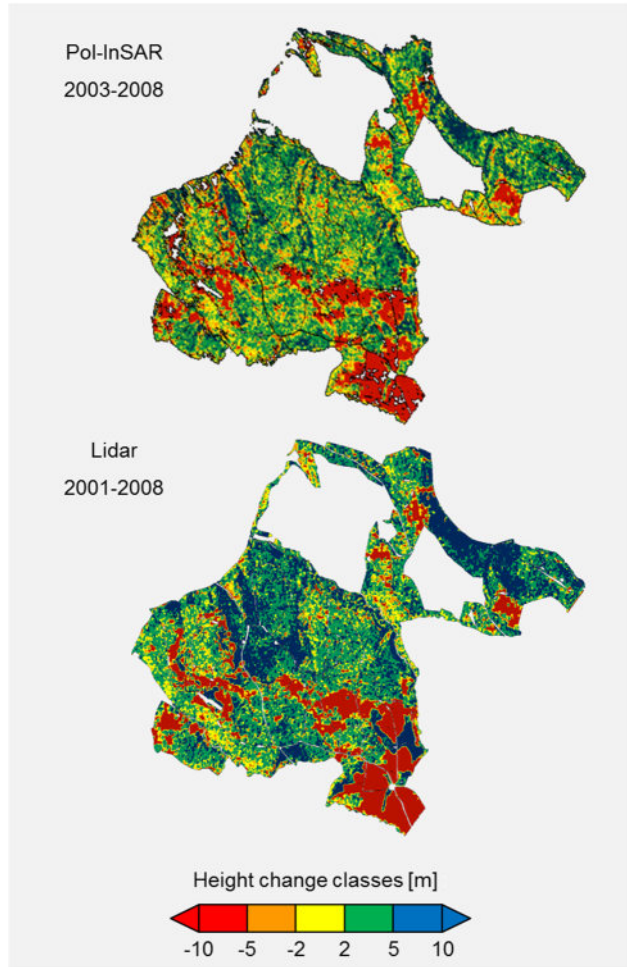 Pol-InSAR
2003-2008
Lidar
2001-2008
Height change classes [m]
-10 -5 -2 2 5 10